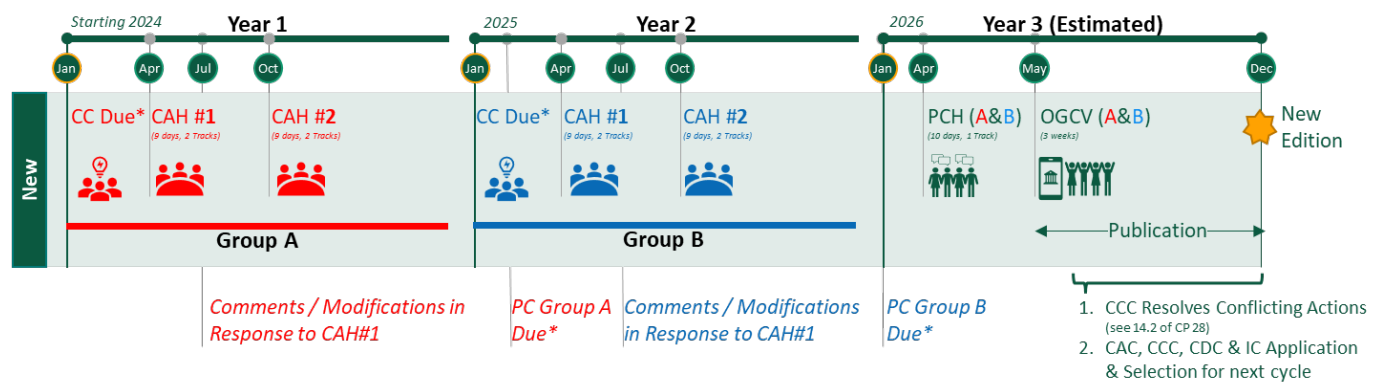 Starting 2024
Year 1
2025
Year 2
2026
Year 3 (Estimated)
Jan
Apr
Jul
Oct
Jan
Apr
Jul
Oct
Jan
Apr
May
Dec
New
CC Due*
CAH #1
(9 days, 2 Tracks)
CAH #2
(9 days, 2 Tracks)
CC Due*
CAH #1
(9 days, 2 Tracks)
CAH #2
(9 days, 2 Tracks)
PCH (A&B)
(10 days, 1 Track)
OGCV (A&B)
(3 weeks)
New
Edition
Group A
Group B
Publication
Comments / Modifications in
Response to CAH#1
PC Group A
Due*
Comments / Modifications
in Response to CAH#1
PC Group B
Due*
1. CCC Resolves Conflicting Actions
(see 14.2 of CP 28)
2. CAC, CCC, CDC & IC Application
& Selection for next cycle